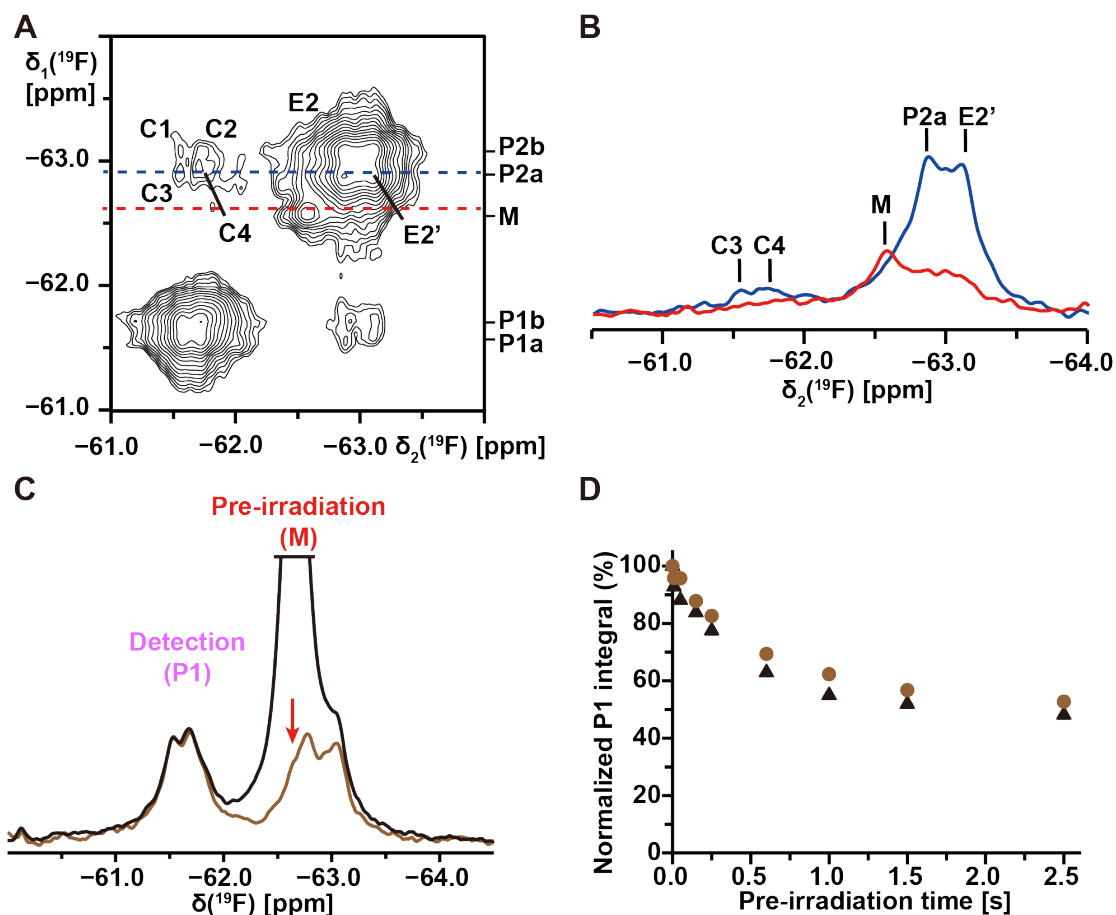 A
δ₁(¹⁹F)
[ppm]
C1
C2
E2
−63.0
P2b
P2a
C3
C4
M
E2’
−62.0
P1b
P1a
−61.0
−61.0
−62.0
−63.0
δ₂(¹⁹F) [ppm]
B
P2a
E2’
M
C3
C4
−61.0
−62.0
−63.0
−64.0
δ₂(¹⁹F) [ppm]
C
Pre-irradiation
(M)
Detection
(P1)
−61.0
−62.0
−63.0
−64.0
δ(¹⁹F) [ppm]
D
Normalized P1 integral (%)
100
80
60
40
20
0
0.0
0.5
1.0
1.5
2.0
2.5
Pre-irradiation time [s]